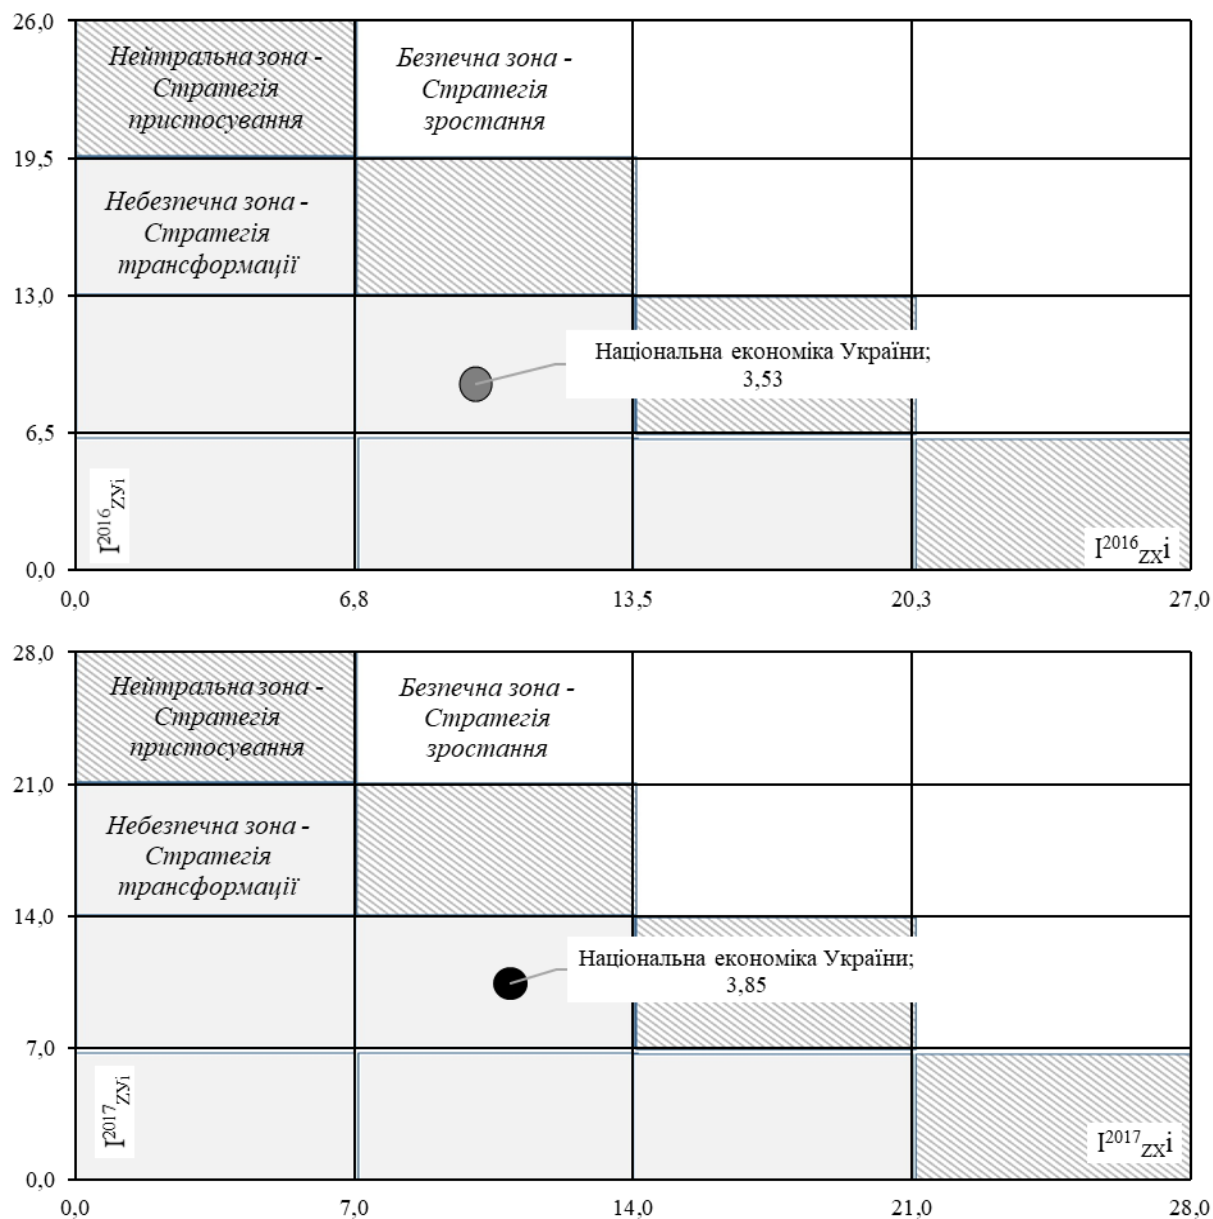 26,0
Нейтральна зона -
Стратегія
пристосування
Безпечна зона -
Стратегія
зростання
19,5
Небезпечна зона -
Стратегія
трансформації
13,0
Національна економіка України;
3,53
6,5
I²⁰¹⁶ZYi
I²⁰¹⁶ZXi
0,0
0,0 6,8 13,5 20,3 27,0
28,0
Нейтральна зона -
Стратегія
пристосування
Безпечна зона -
Стратегія
зростання
21,0
Небезпечна зона -
Стратегія
трансформації
14,0
Національна економіка України;
3,85
7,0
I²⁰¹⁷ZYi
I²⁰¹⁷ZXi
0,0
0,0 7,0 14,0 21,0 28,0